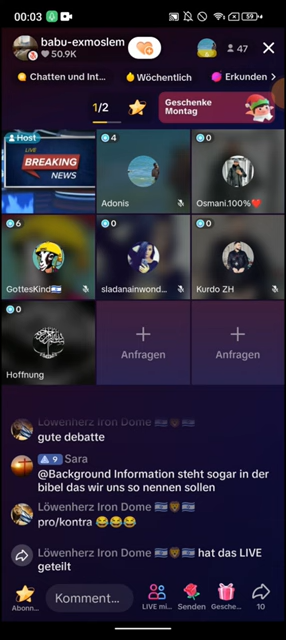 00:03
59
babu-exmoslem
50.9K
47
Chatten und Int...
Wöchentlich
Erkunden >
1/2
Geschenke
Montag
Host
LIVE
BREAKING
NEWS
4
Adonis
0
Osmani.100%❤️
6
GottesKind🇮🇱
0
sladanainwond...
0
Kurdo ZH
0
Hoffnung
+
Anfragen
+
Anfragen
Löwenherz Iron Dome 🇮🇱🦁🇮🇱
gute debatte
9 Sara
@Background Information steht sogar in der
bibel das wir uns so nennen sollen
Löwenherz Iron Dome 🇮🇱🦁🇮🇱
pro/kontra 😂😂😂
Löwenherz Iron Dome 🇮🇱🦁🇮🇱 hat das LIVE
geteilt
Abonn...
Komment...
LIVE mi...
Senden
Gesche...
10